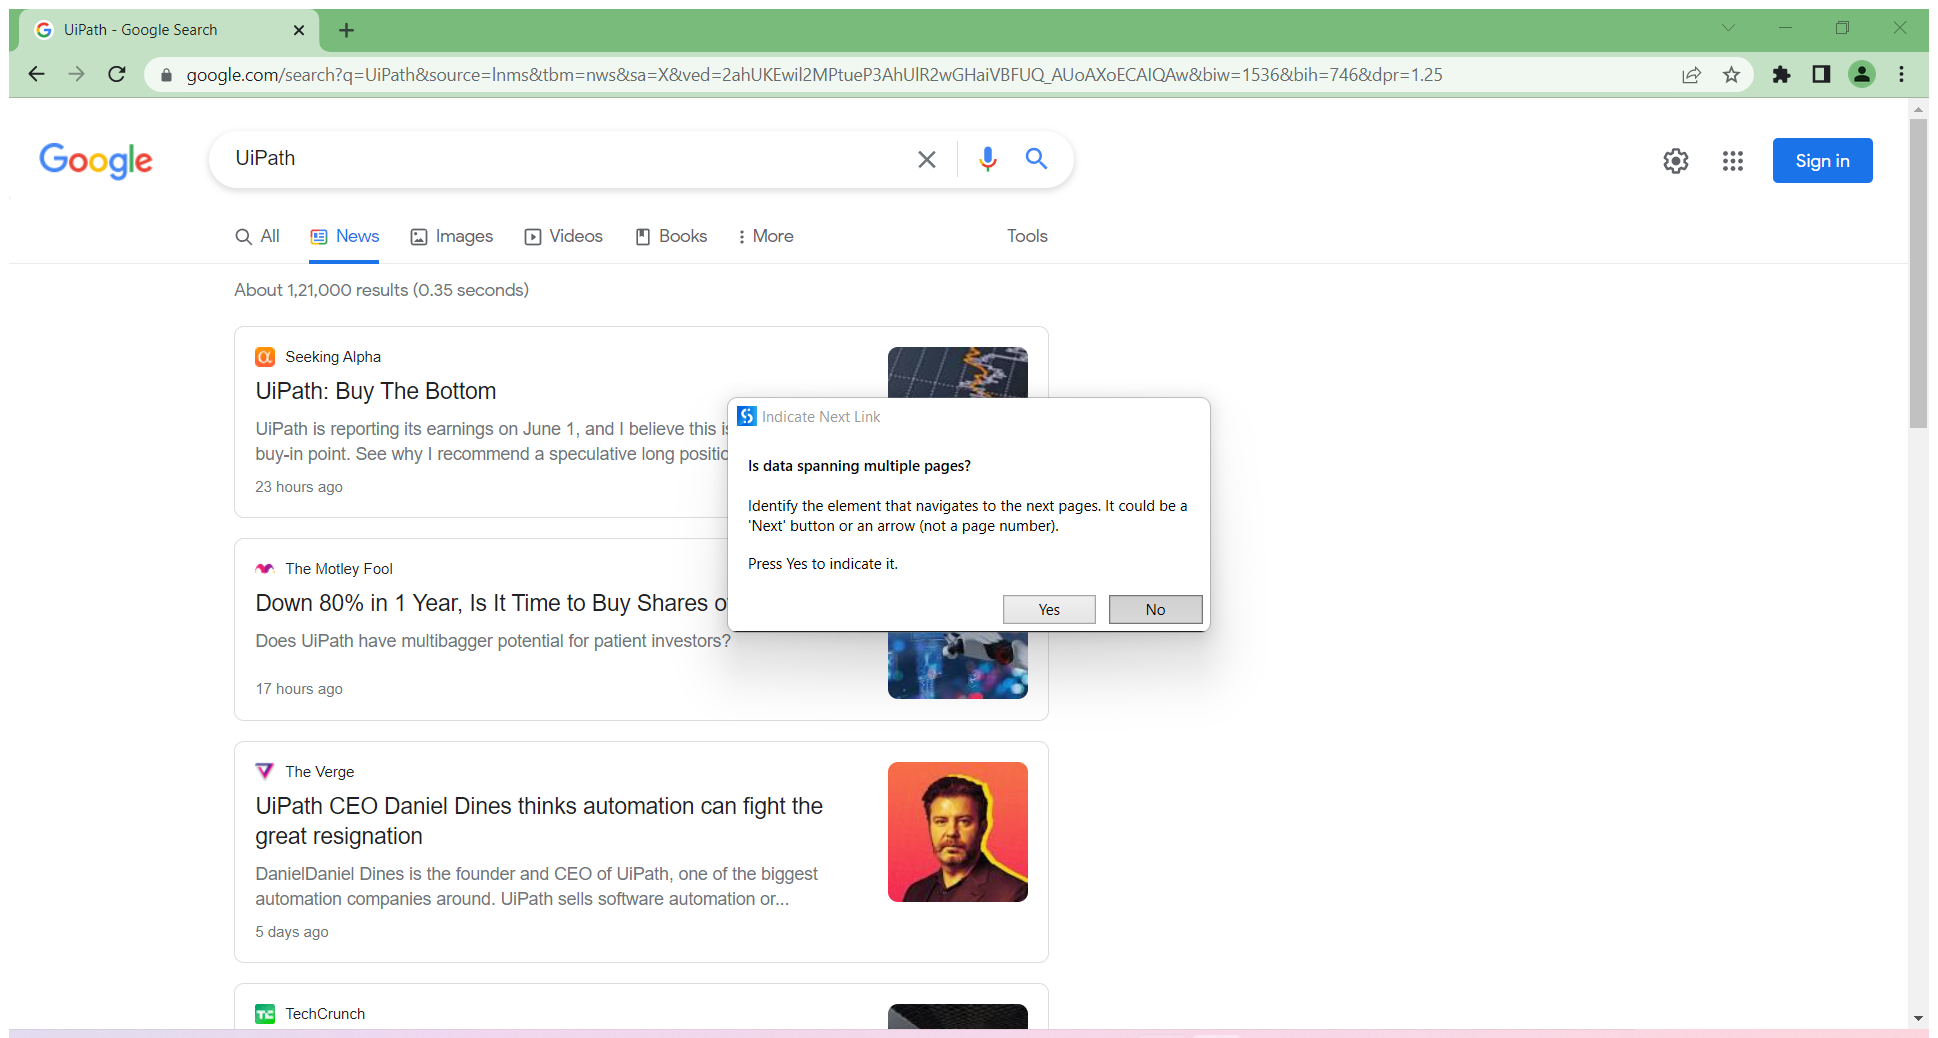 UiPath - Google Search
google.com/search?q=UiPath&source=lnms&tbm=nws&sa=X&ved=2ahUKEwil2MPtueP3AhUlR2wGHaiVBFUQ_AUoAXoECAIQAw&biw=1536&bih=746&dpr=1.25
Google
UiPath
Sign in
All News Images Videos Books More Tools
About 1,21,000 results (0.35 seconds)
Seeking Alpha
UiPath: Buy The Bottom
UiPath is reporting its earnings on June 1, and I believe this is
buy-in point. See why I recommend a speculative long positio
23 hours ago
Indicate Next Link
Is data spanning multiple pages?
Identify the element that navigates to the next pages. It could be a
'Next' button or an arrow (not a page number).
Press Yes to indicate it.
Yes No
The Motley Fool
Down 80% in 1 Year, Is It Time to Buy Shares o
Does UiPath have multibagger potential for patient investors?
17 hours ago
The Verge
UiPath CEO Daniel Dines thinks automation can fight the
great resignation
DanielDaniel Dines is the founder and CEO of UiPath, one of the biggest
automation companies around. UiPath sells software automation or...
5 days ago
TC TechCrunch